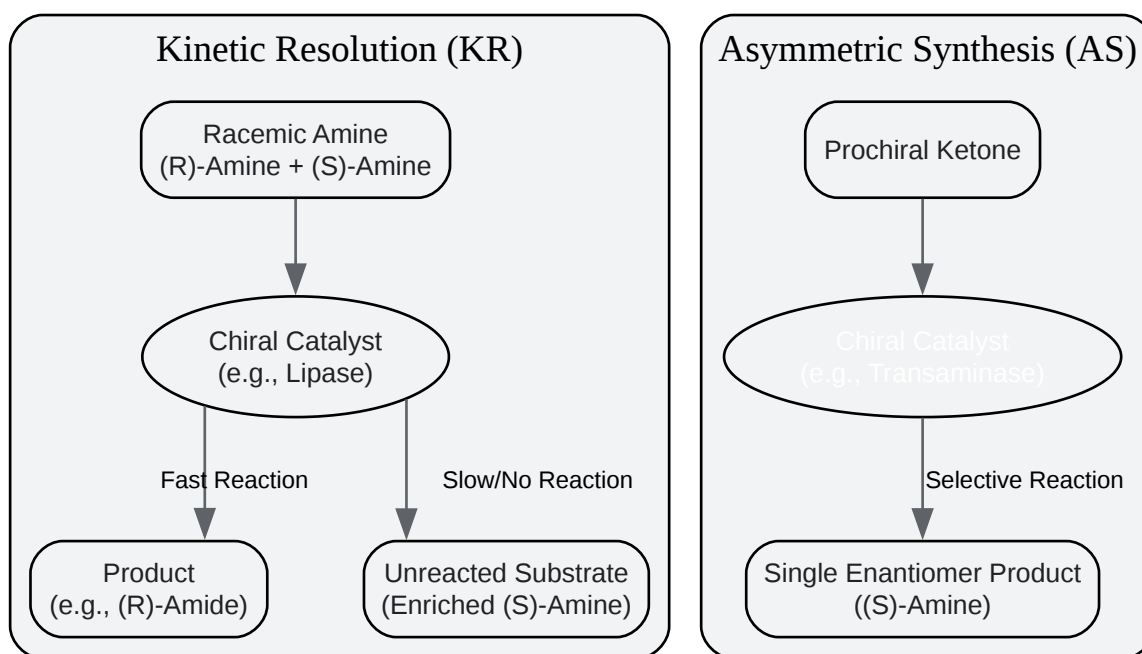 Kinetic Resolution (KR)
Racemic Amine
(R)-Amine + (S)-Amine
Chiral Catalyst
(e.g., Lipase)
Fast Reaction
Slow/No Reaction
Product
(e.g., (R)-Amide)
Unreacted Substrate
(Enriched (S)-Amine)
Asymmetric Synthesis (AS)
Prochiral Ketone
Chiral Catalyst
(e.g., Transaminase)
Selective Reaction
Single Enantiomer Product
((S)-Amine)